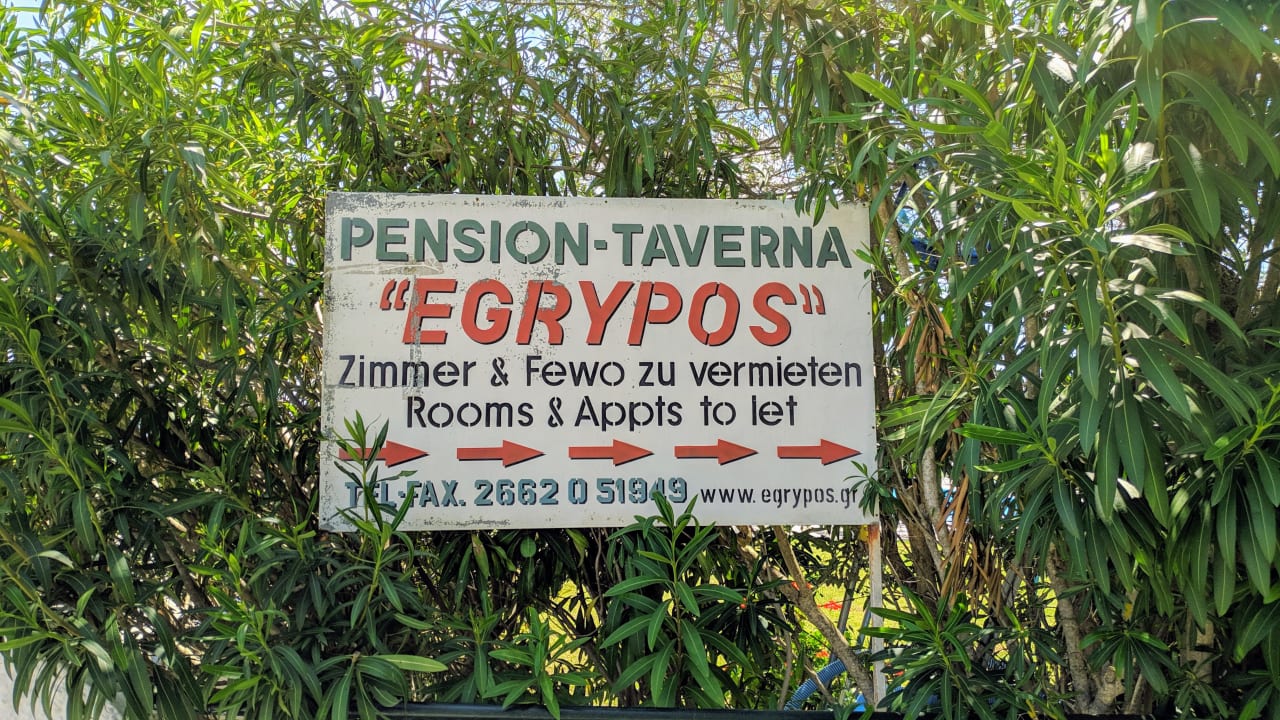 PENSION-TAVERNA
"EGRYPOS"
Zimmer & Fewo zu vermieten
Rooms & Appts to let
TEL-FAX. 2662 0 51949 www.egrypos.gr